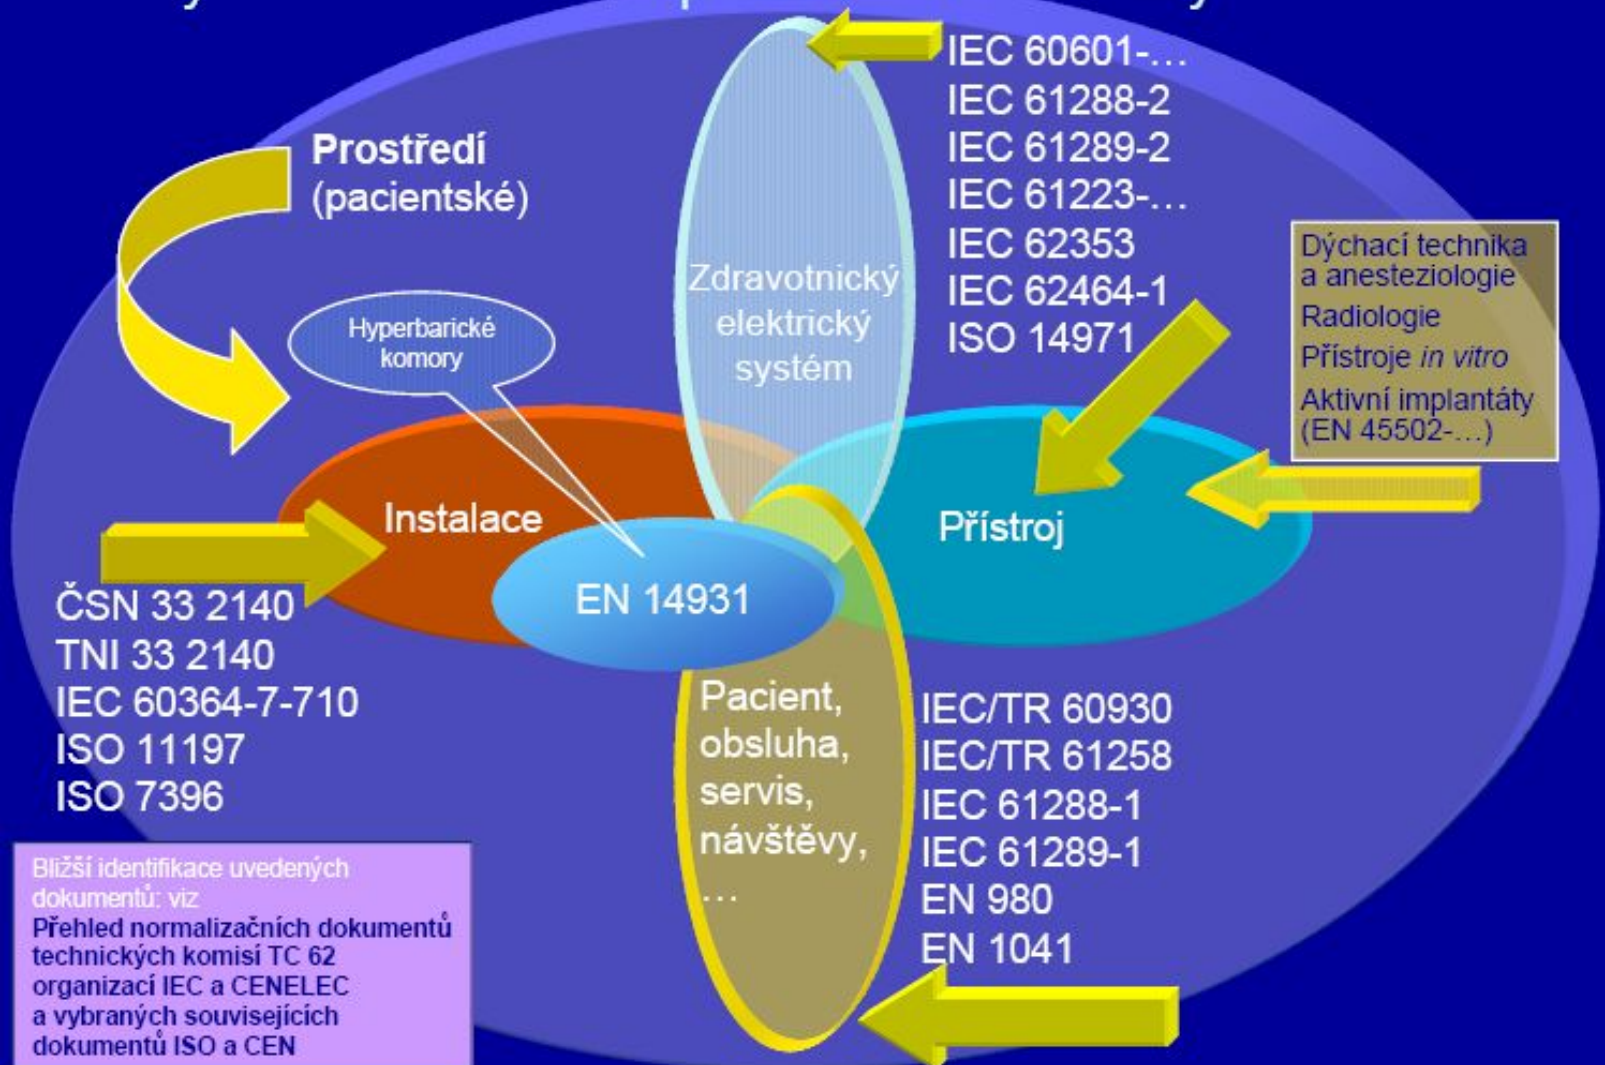 IEC 60601-…
IEC 61288-2
IEC 61289-2
IEC 61223-…
IEC 62353
IEC 62464-1
ISO 14971
Prostředí
(pacientské)
Dýchací technika
a anesteziologie
Radiologie
Přístroje in vitro
Aktivní implantáty
(EN 45502-…)
Zdravotnický
elektrický
systém
Hyperbarické
komory
Instalace
Přístroj
EN 14931
ČSN 33 2140
TNI 33 2140
IEC 60364-7-710
ISO 11197
ISO 7396
Pacient,
obsluha,
servis,
návštěvy,
…
IEC/TR 60930
IEC/TR 61258
IEC 61288-1
IEC 61289-1
EN 980
EN 1041
Bližší identifikace uvedených
dokumentů: viz
Přehled normalizačních dokumentů
technických komisí TC 62
organizací IEC a CENELEC
a vybraných souvisejících
dokumentů ISO a CEN